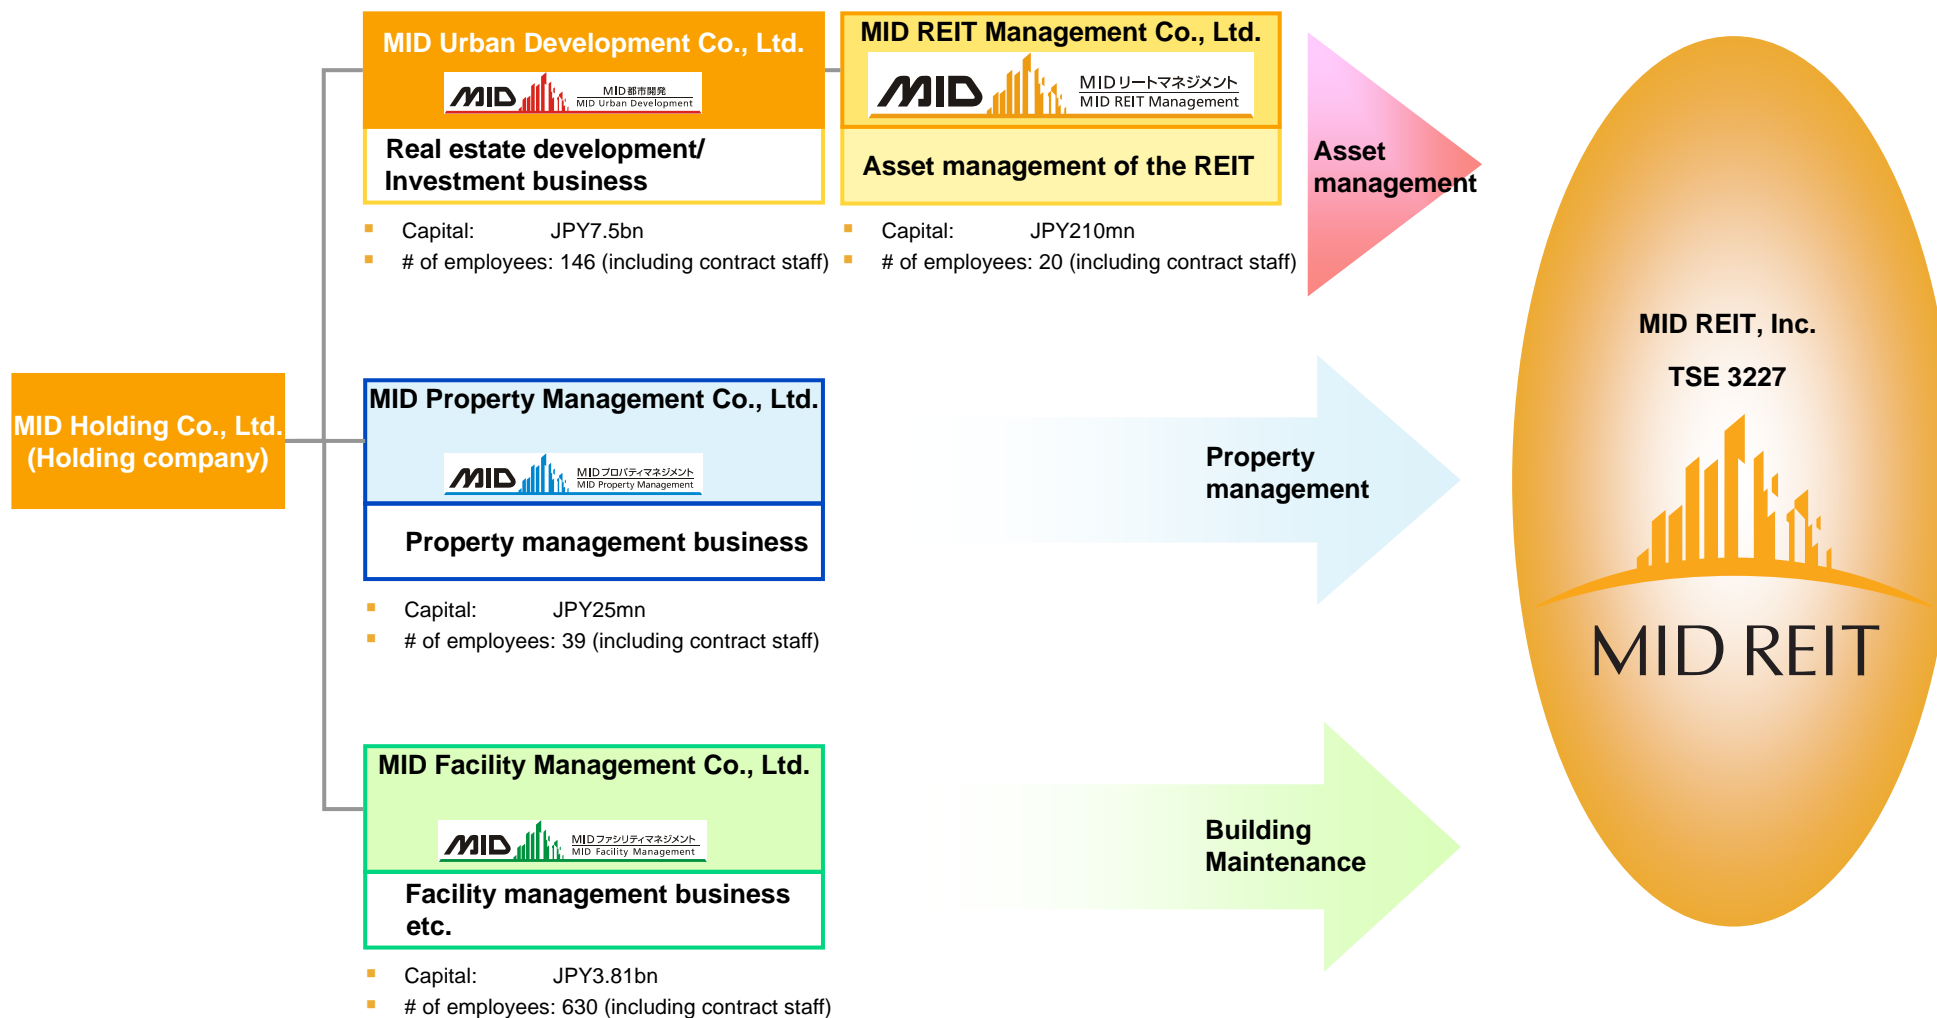 MID Urban Development Co., Ltd.
MID
MID都市開発
MID Urban Development
Real estate development/
Investment business
Capital: JPY7.5bn
# of employees: 146 (including contract staff)
MID REIT Management Co., Ltd.
MID
MIDリートマネジメント
MID REIT Management
Asset management of the REIT
Capital: JPY210mn
# of employees: 20 (including contract staff)
Asset
management
MID Holding Co., Ltd.
(Holding company)
MID Property Management Co., Ltd.
MID
MIDプロパティマネジメント
MID Property Management
Property management business
Capital: JPY25mn
# of employees: 39 (including contract staff)
Property
management
MID Facility Management Co., Ltd.
MID
MIDファシリティマネジメント
MID Facility Management
Facility management business
etc.
Capital: JPY3.81bn
# of employees: 630 (including contract staff)
Building
Maintenance
MID REIT, Inc.
TSE 3227
MID REIT